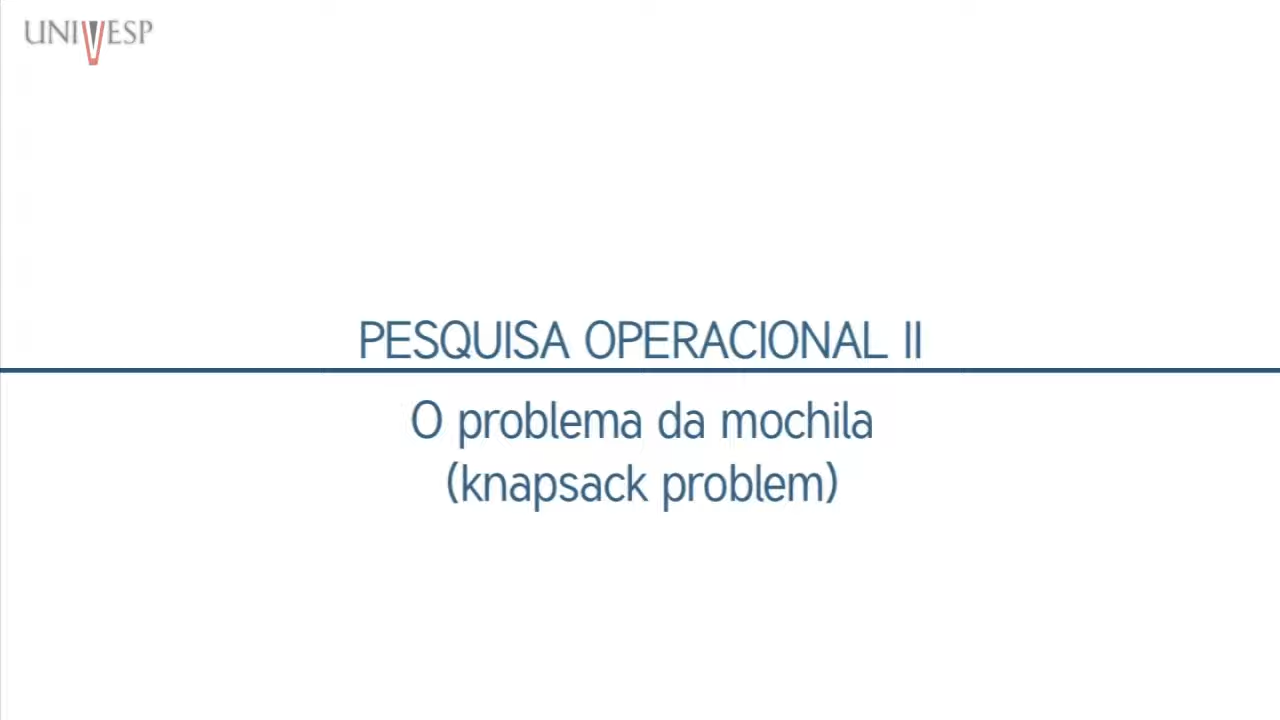 UNIVESP
PESQUISA OPERACIONAL II
O problema da mochila
(knapsack problem)